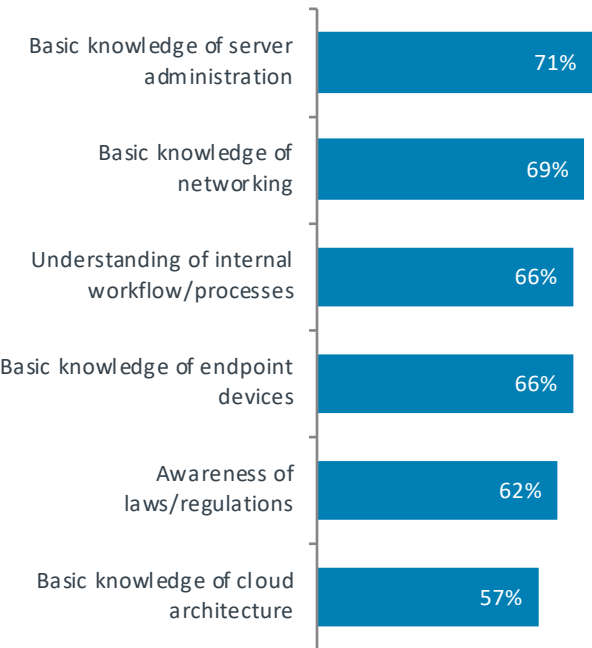 Basic knowledge of server
administration
71%
Basic knowledge of
networking
69%
Understanding of internal
workflow/processes
66%
Basic knowledge of endpoint
devices
66%
Awareness of
laws/regulations
62%
Basic knowledge of cloud
architecture
57%